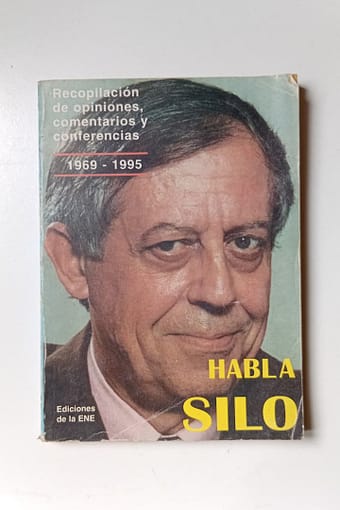 Recopilación
de opiniones,
comentarios y
conferencias
1969 - 1995
HABLA
SILO
Ediciones
de la ENE